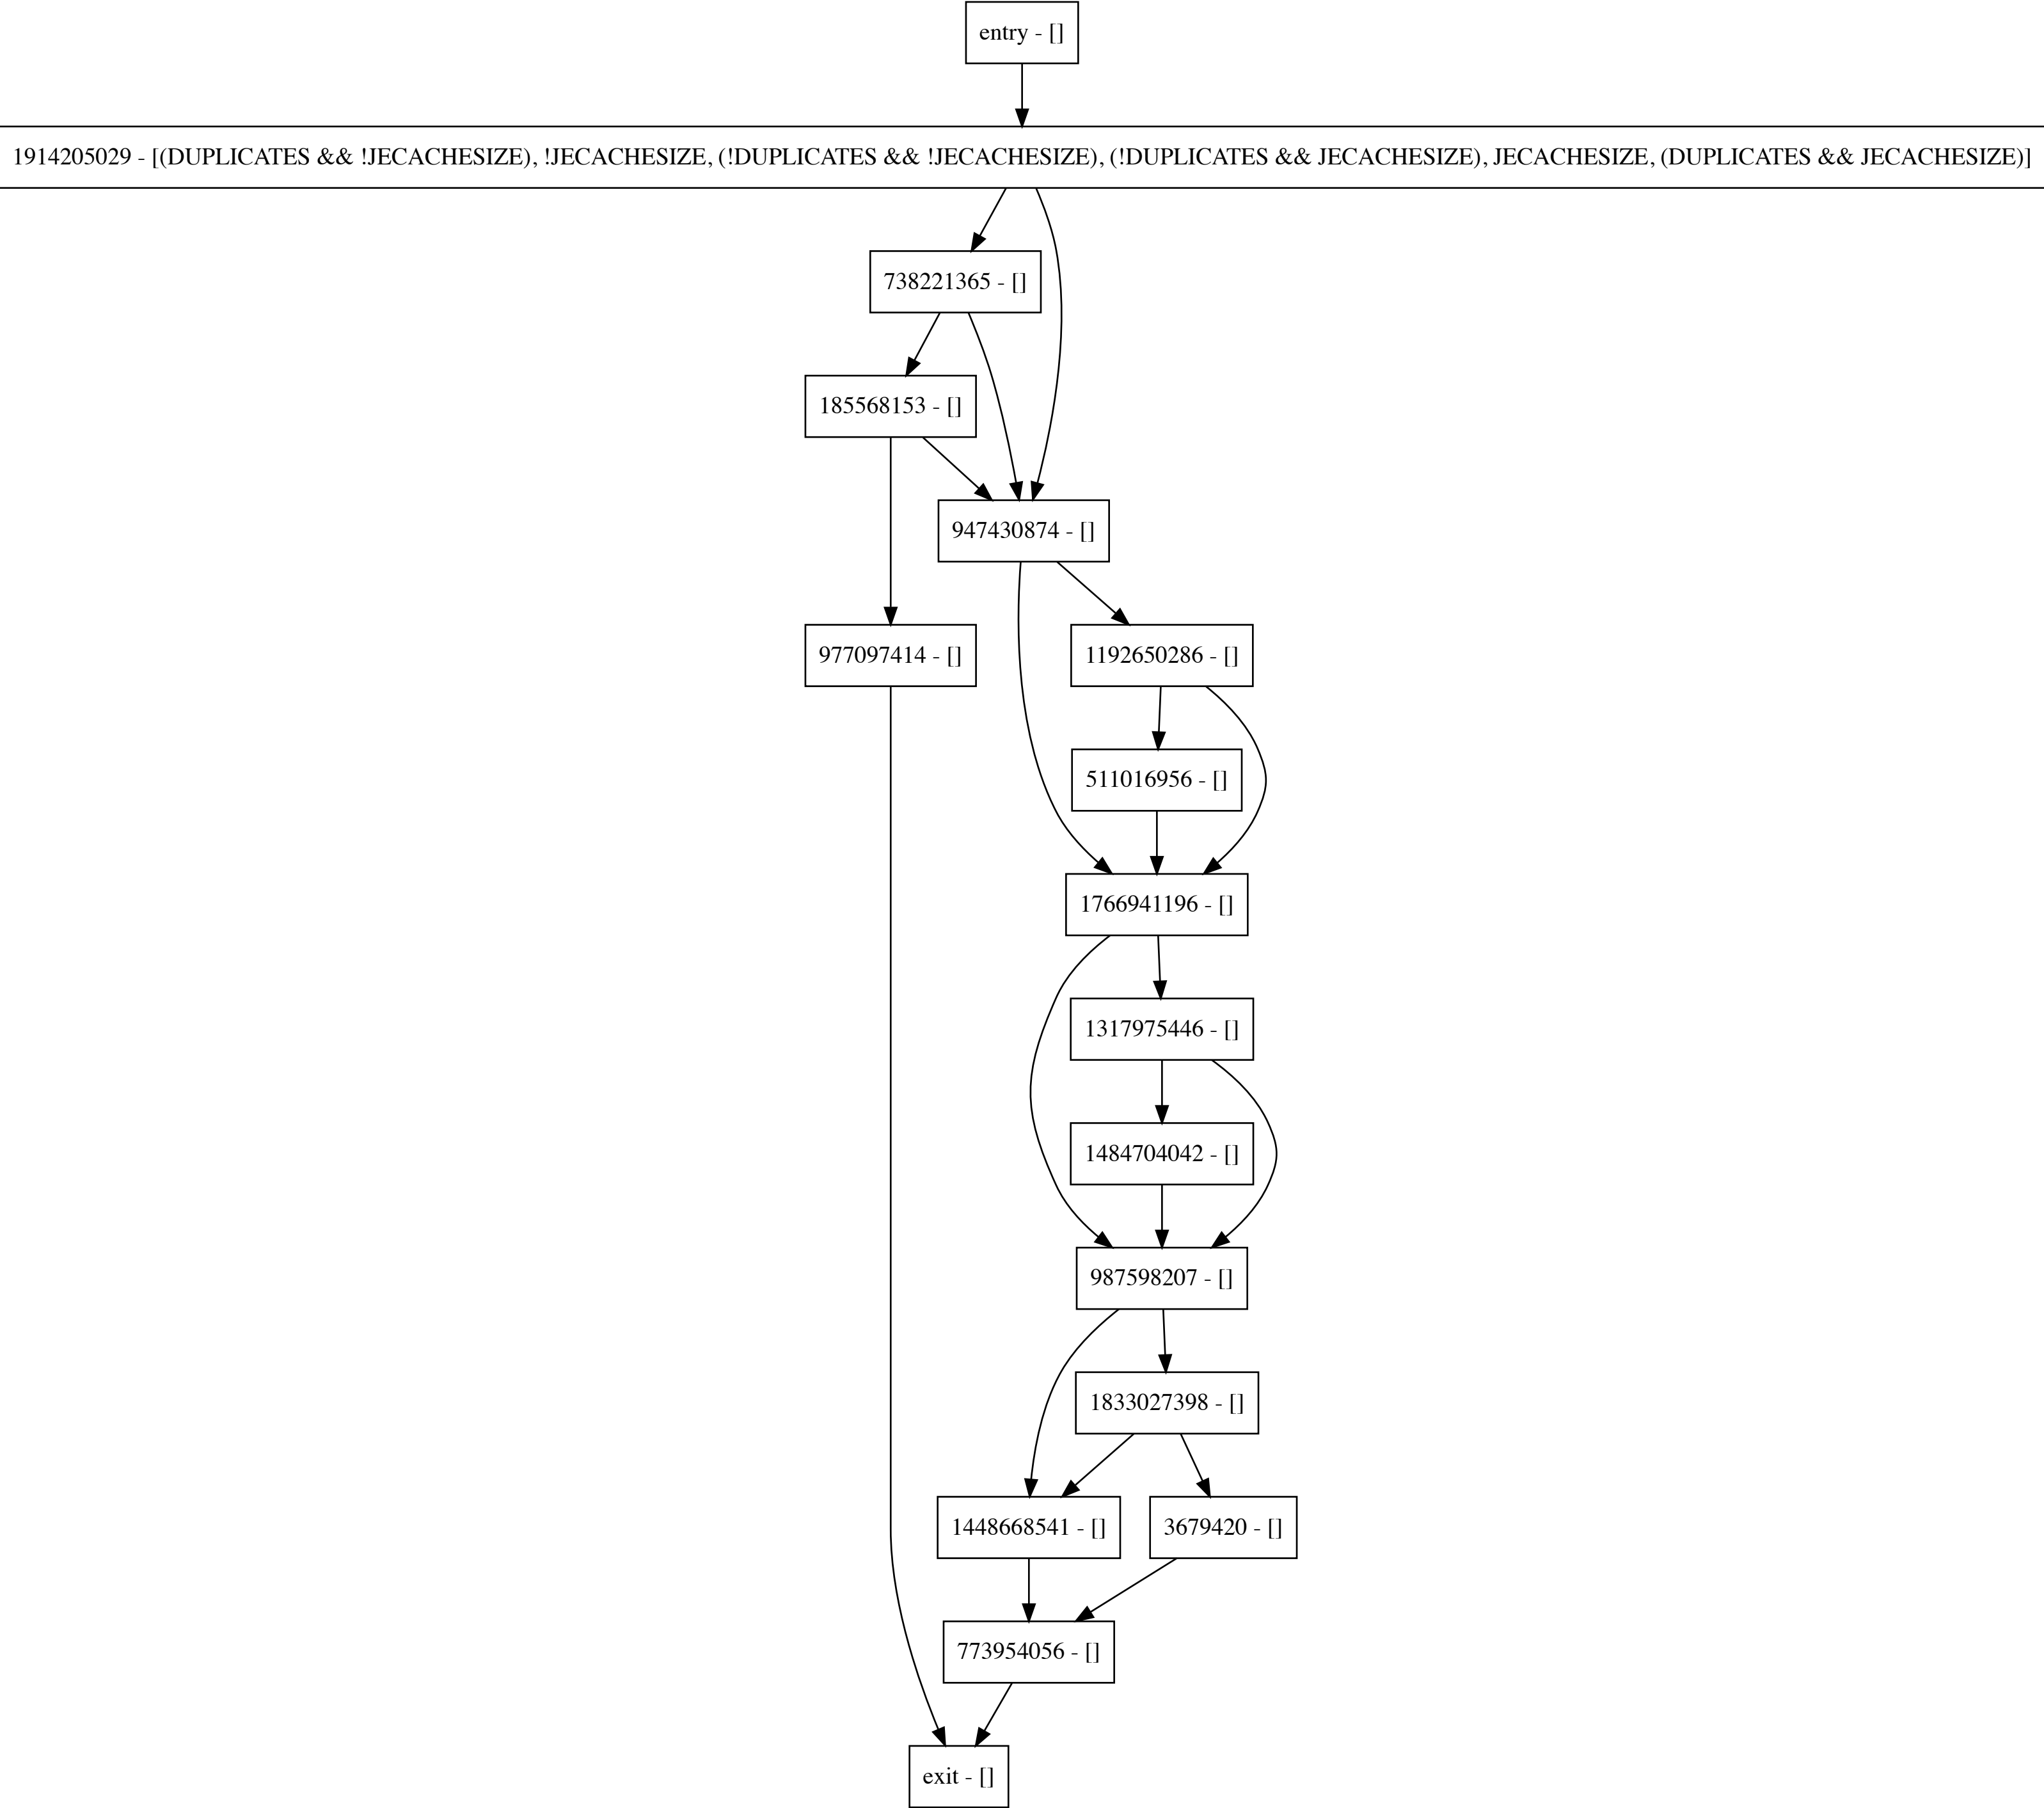 entry - []
1914205029 - [(DUPLICATES && !JECACHESIZE), !JECACHESIZE, (!DUPLICATES && !JECACHESIZE), (!DUPLICATES && JECACHESIZE), JECACHESIZE, (DUPLICATES && JECACHESIZE)]
738221365 - []
185568153 - []
947430874 - []
977097414 - []
1192650286 - []
511016956 - []
1766941196 - []
1317975446 - []
1484704042 - []
987598207 - []
1833027398 - []
1448668541 - []
3679420 - []
773954056 - []
exit - []